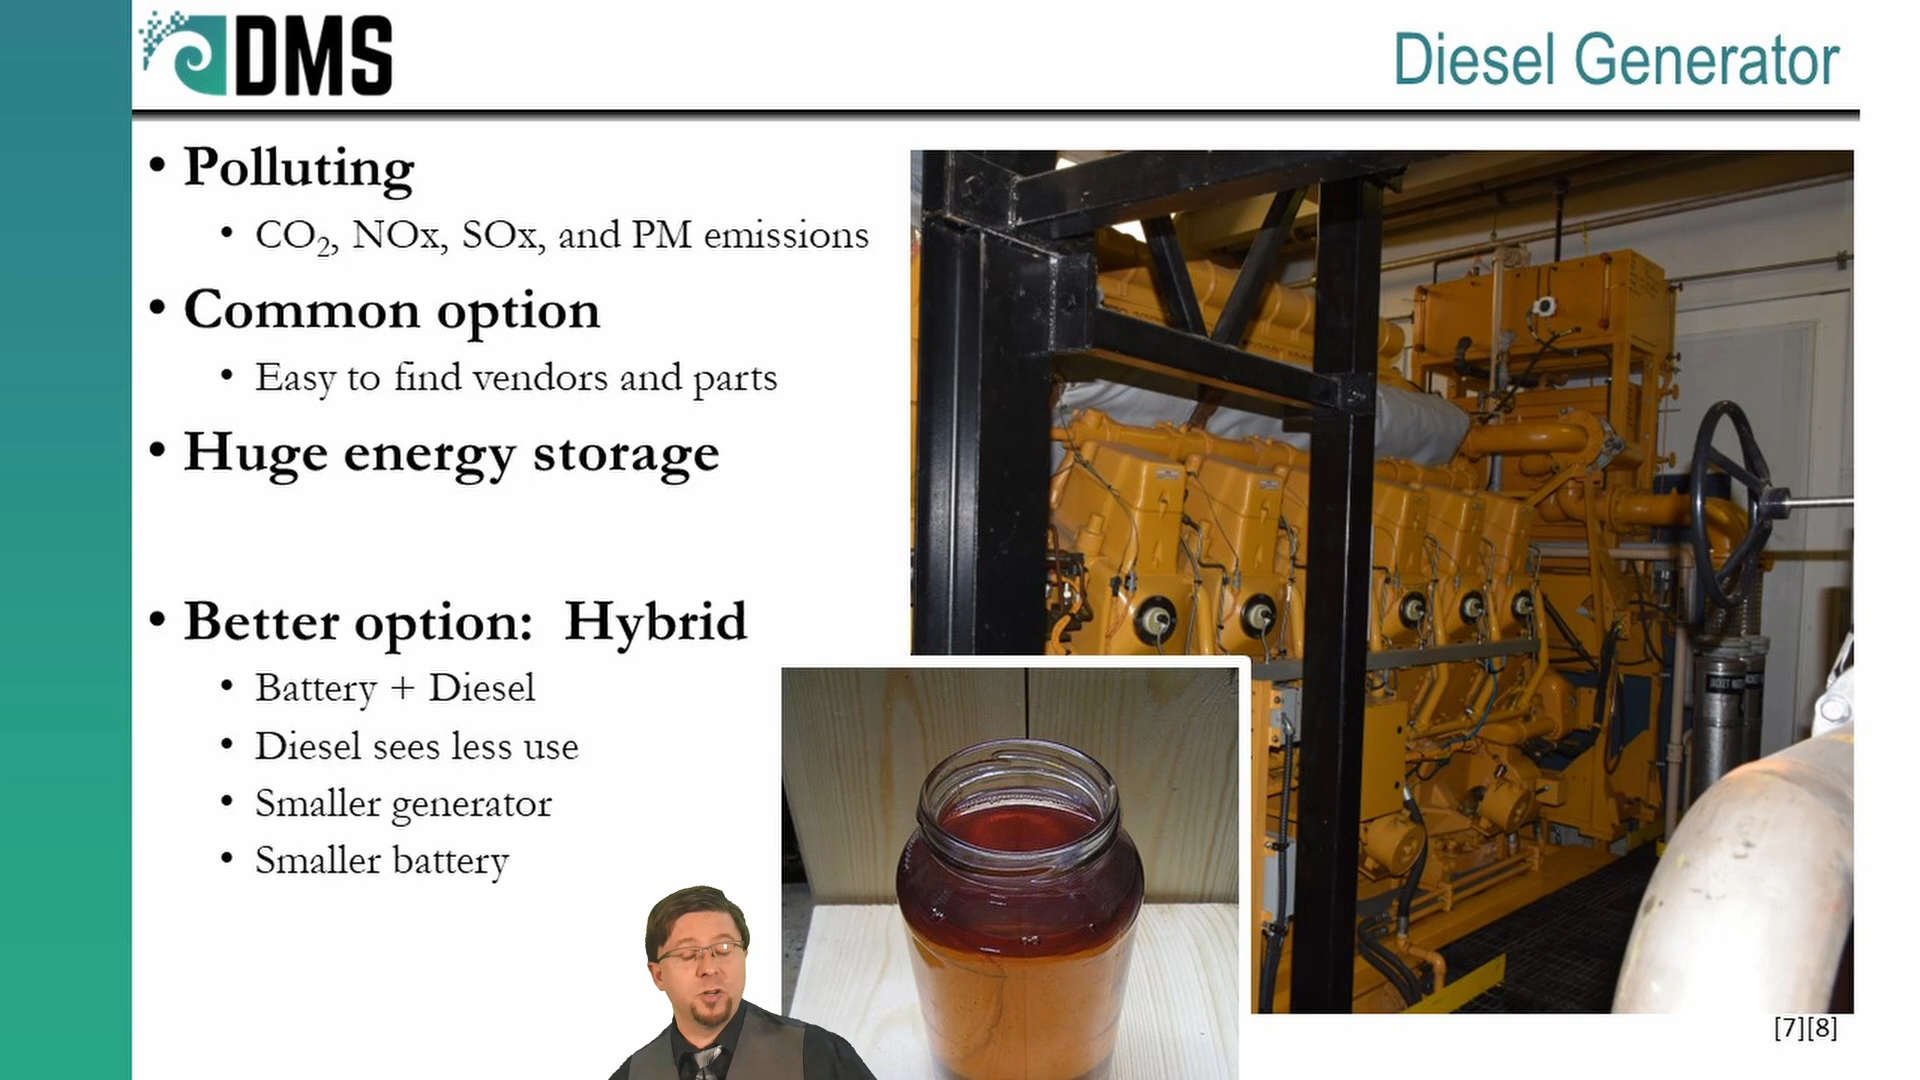 DMS
Diesel Generator
• Polluting
• CO₂, NOx, SOx, and PM emissions
• Common option
• Easy to find vendors and parts
• Huge energy storage
• Better option: Hybrid
• Battery + Diesel
• Diesel sees less use
• Smaller generator
• Smaller battery
[7][8]